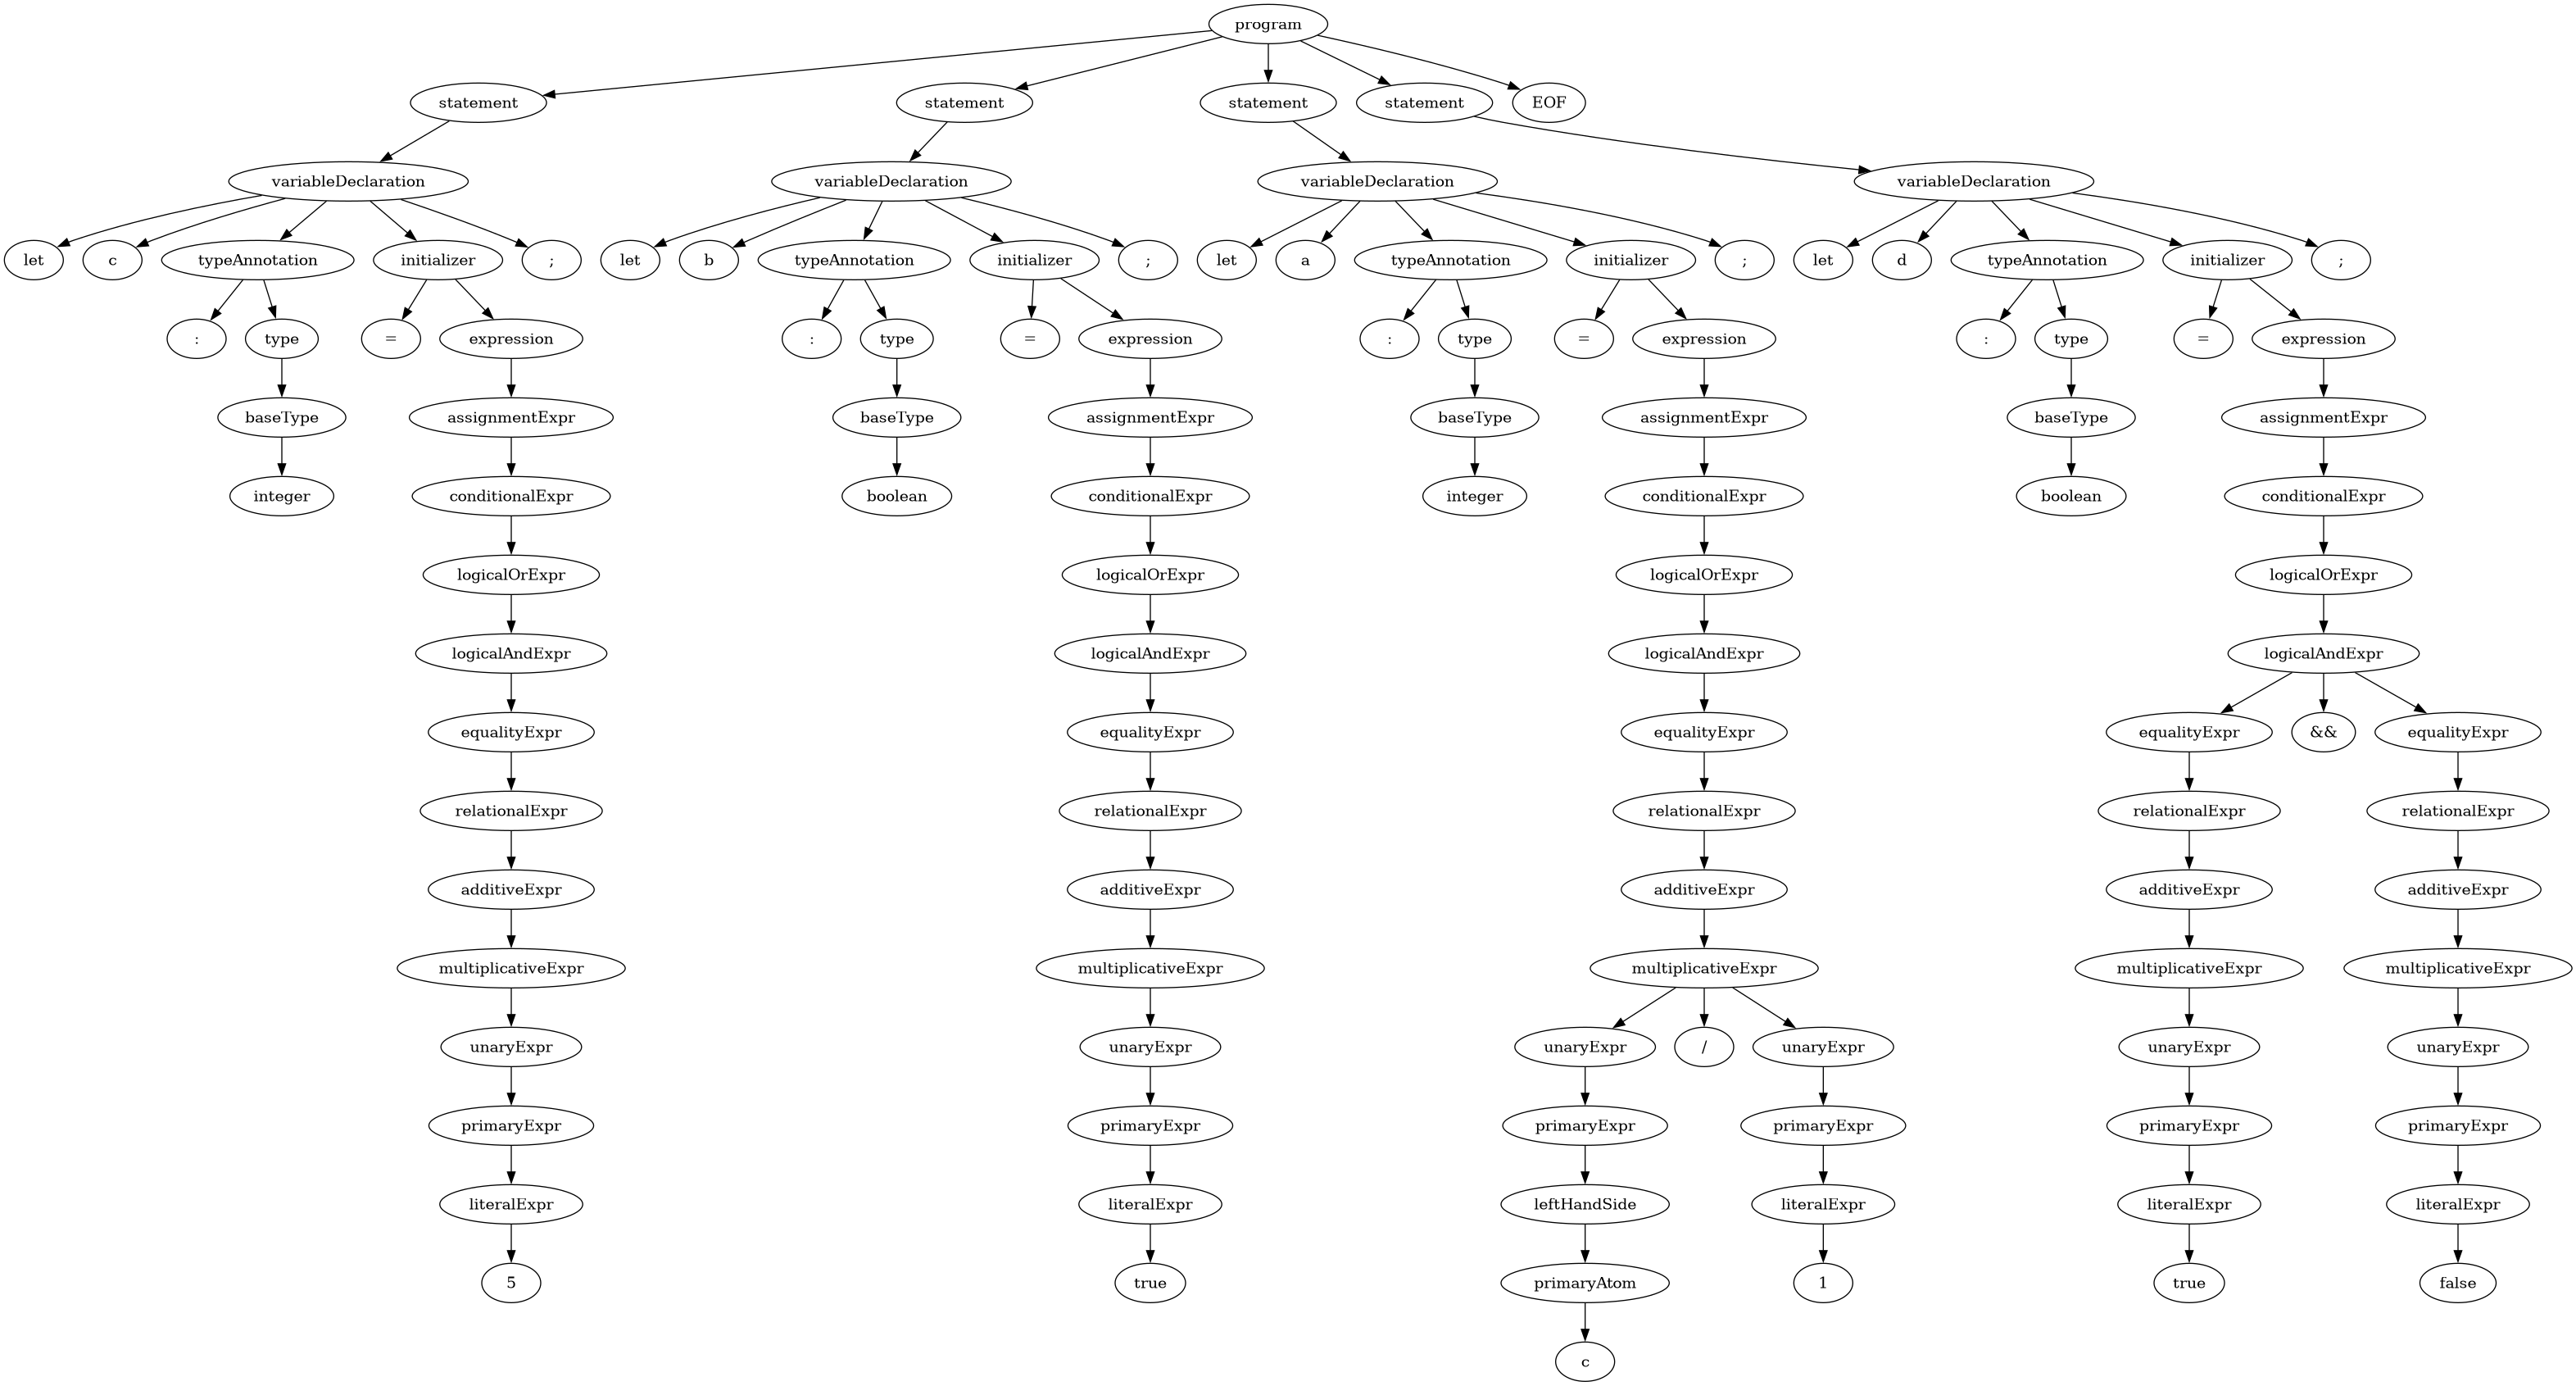 program
statement statement statement statement EOF
variableDeclaration variableDeclaration variableDeclaration variableDeclaration
let c typeAnnotation initializer ; let b typeAnnotation initializer ; let a typeAnnotation initializer ; let d typeAnnotation initializer ;
: type = expression : type = expression : type = expression : type = expression
baseType assignmentExpr baseType assignmentExpr baseType assignmentExpr baseType assignmentExpr
integer conditionalExpr boolean conditionalExpr integer conditionalExpr boolean conditionalExpr
logicalOrExpr logicalOrExpr logicalOrExpr logicalOrExpr
logicalAndExpr logicalAndExpr logicalAndExpr logicalAndExpr
equalityExpr equalityExpr equalityExpr equalityExpr && equalityExpr
relationalExpr relationalExpr relationalExpr relationalExpr relationalExpr
additiveExpr additiveExpr additiveExpr additiveExpr additiveExpr
multiplicativeExpr multiplicativeExpr multiplicativeExpr multiplicativeExpr multiplicativeExpr
unaryExpr unaryExpr unaryExpr / unaryExpr unaryExpr unaryExpr
primaryExpr primaryExpr primaryExpr primaryExpr primaryExpr primaryExpr
literalExpr literalExpr leftHandSide literalExpr literalExpr literalExpr
5 true primaryAtom 1 true false
c